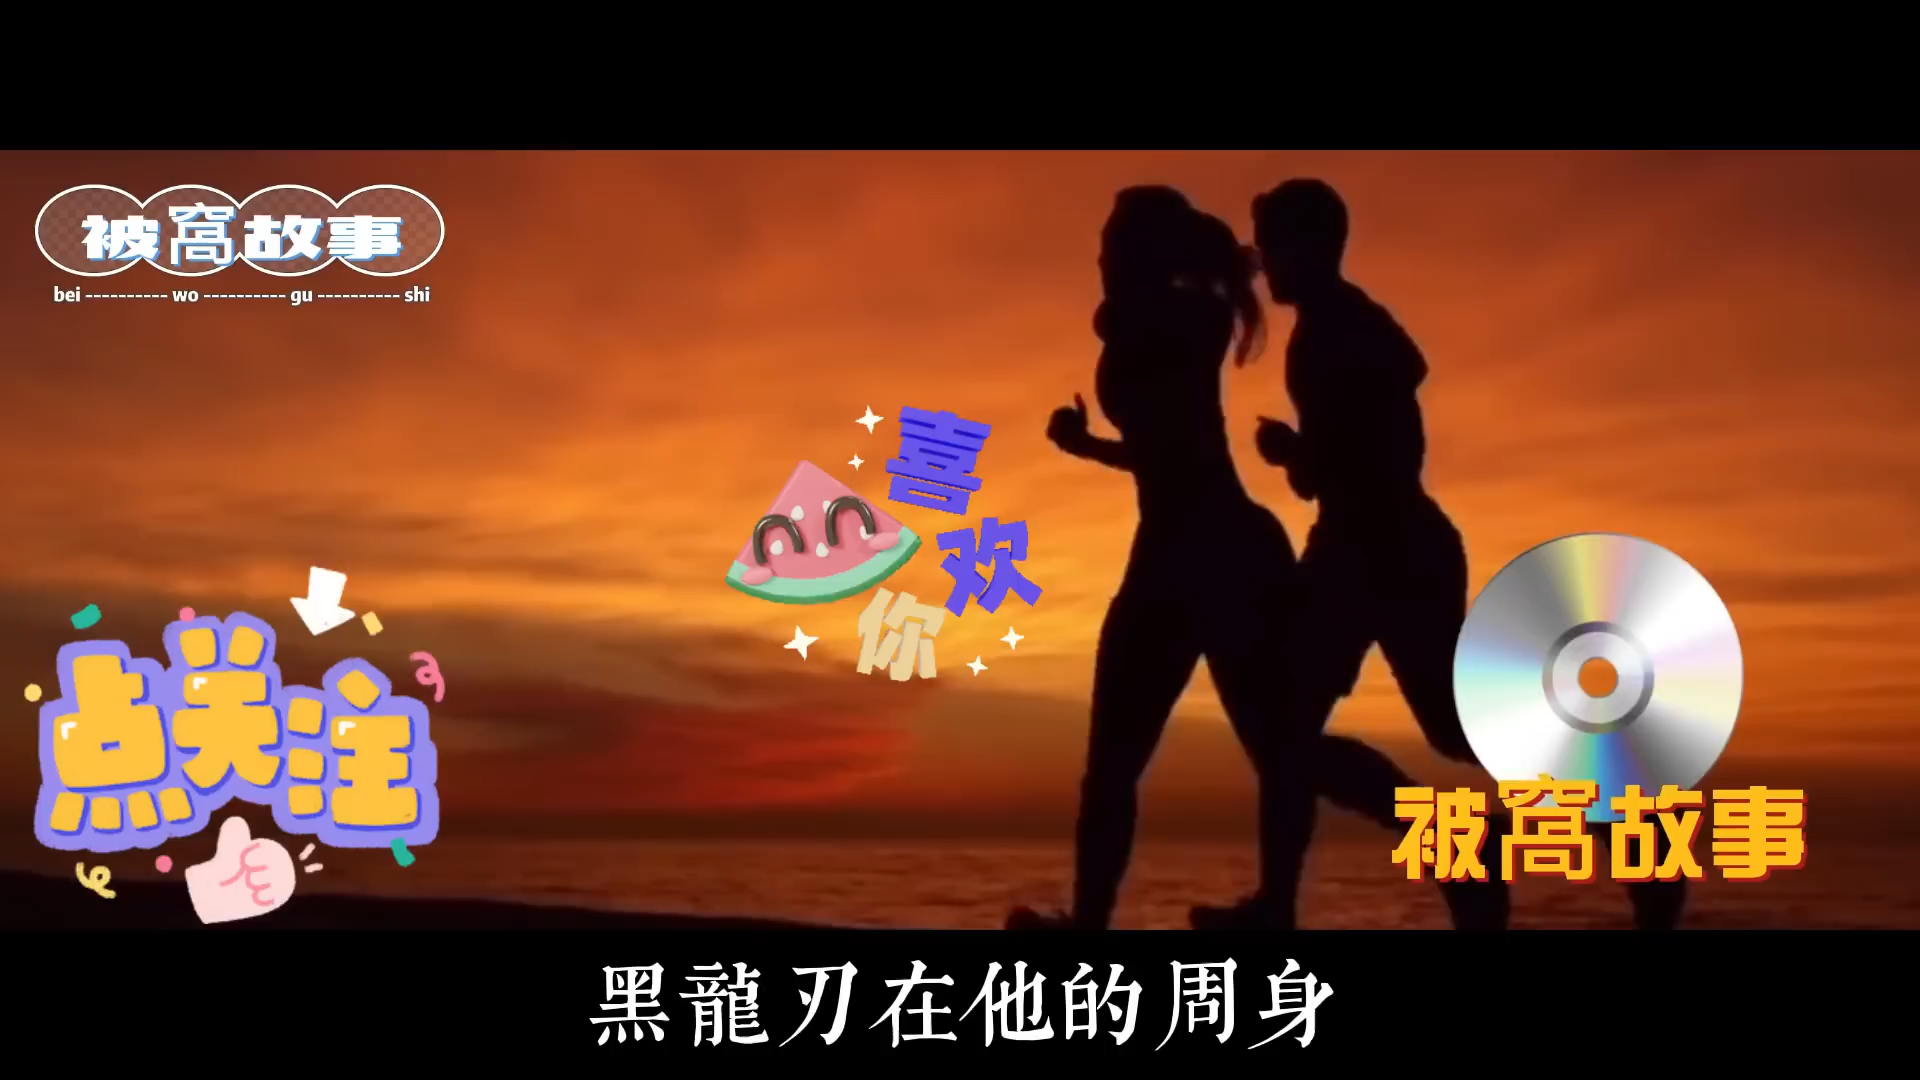 被窩故事
bei ---------- wo ---------- gu ---------- shi
喜
欢
你
点关注
被窩故事
黑龍刃在他的周身